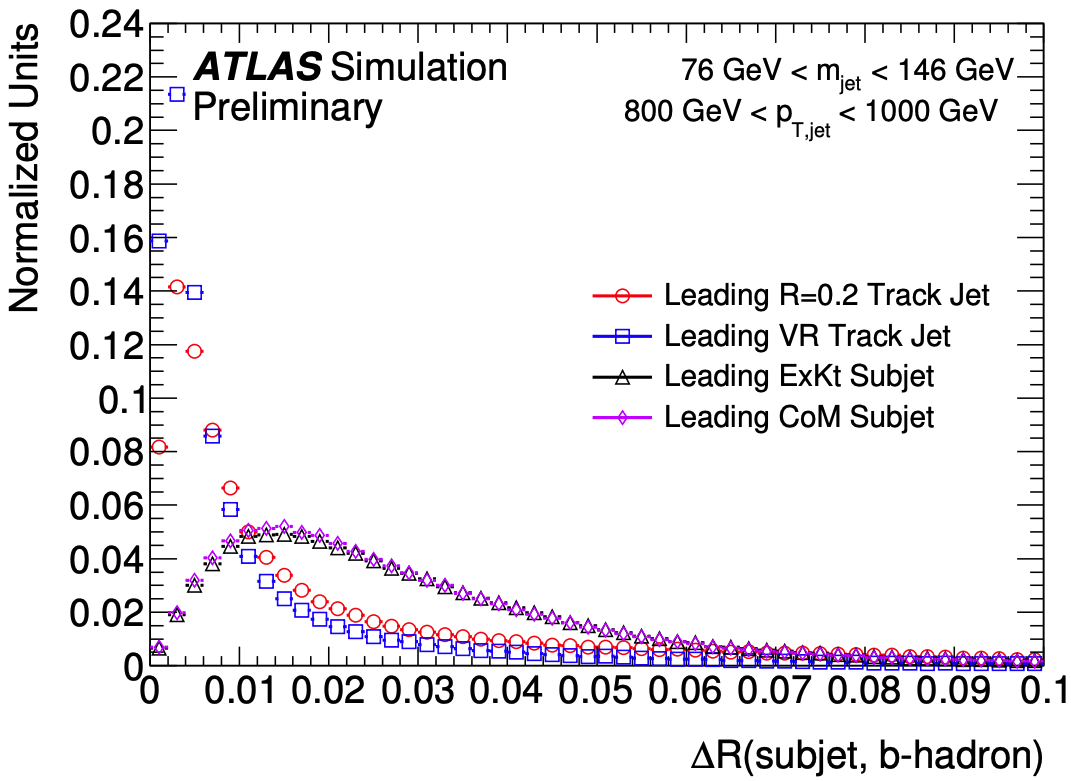 Normalized Units
0.24
0.22
0.2
0.18
0.16
0.14
0.12
0.1
0.08
0.06
0.04
0.02
0
ATLAS Simulation
Preliminary
76 GeV < m_jet < 146 GeV
800 GeV < p_T,jet < 1000 GeV
Leading R=0.2 Track Jet
Leading VR Track Jet
Leading ExKt Subjet
Leading CoM Subjet
0 0.01 0.02 0.03 0.04 0.05 0.06 0.07 0.08 0.09 0.1
ΔR(subjet, b-hadron)